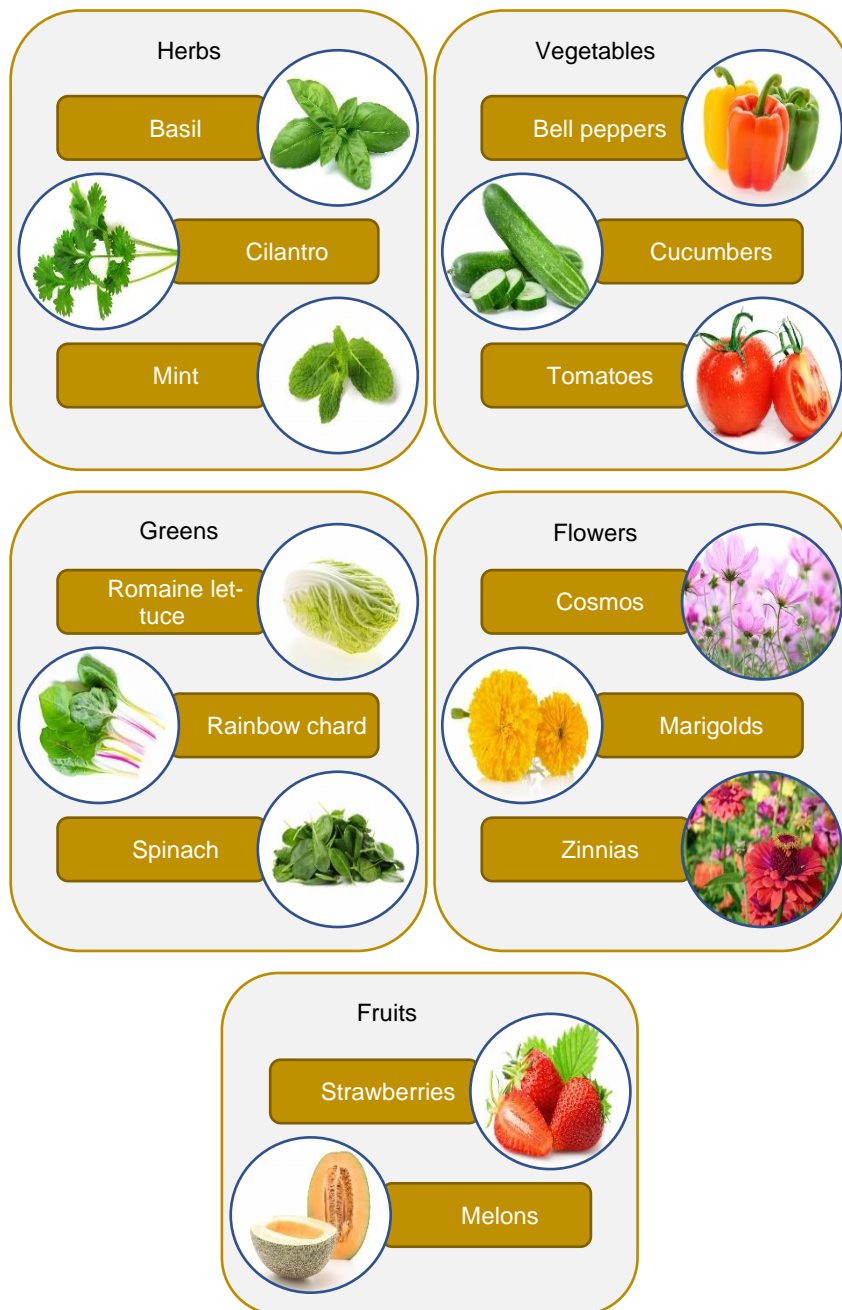 Herbs
Basil
Cilantro
Mint
Vegetables
Bell peppers
Cucumbers
Tomatoes
Greens
Romaine let-
tuce
Rainbow chard
Spinach
Flowers
Cosmos
Marigolds
Zinnias
Fruits
Strawberries
Melons